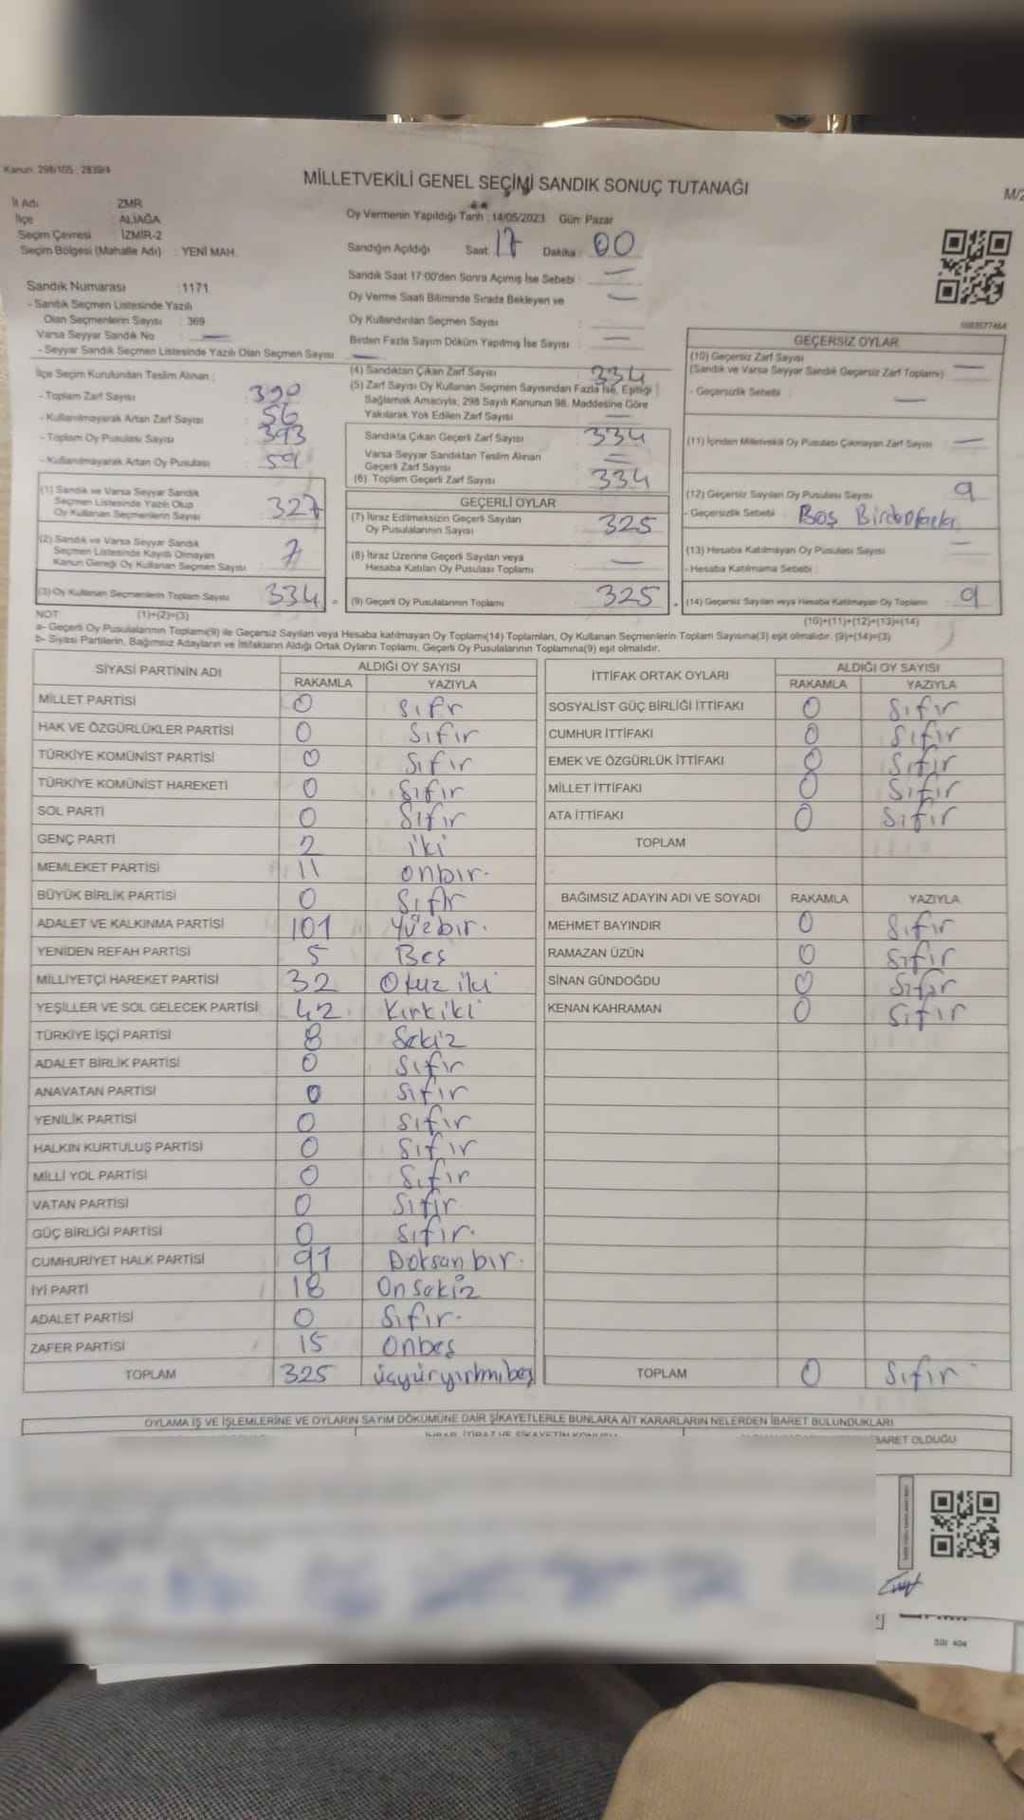 Kanun: 298/105 : 2839/4
MİLLETVEKİLİ GENEL SEÇİMİ SANDIK SONUÇ TUTANAĞI
M/2
İl Adı : ZMR
İlçe : ALİAĞA
Seçim Çevresi : İZMİR-2
Seçim Bölgesi (Mahalle Adı) : YENİ MAH.
Oy Vermenin Yapıldığı Tarih : 14/05/2023 Gün: Pazar
Sandığın Açıldığı Saat: 17 Dakika : 00
Sandık Saat 17:00'den Sonra Açımış İse Sebebi : —
Oy Verme Saati Bitiminde Sırada Bekleyen ve —
Oy Kullandırılan Seçmen Sayısı
Birden Fazla Sayım Döküm Yapılmış İse Sayısı : —
Sandık Numarası : 1171
- Sandık Seçmen Listesinde Yazılı
Olan Seçmenlerin Sayısı : 369
Varsa Seyyar Sandık No —
- Seyyar Sandık Seçmen Listesinde Yazılı Olan Seçmen Sayısı —
İlçe Seçim Kurulundan Teslim Alınan :
- Toplam Zarf Sayısı 390
- Kullanılmayarak Artan Zarf Sayısı 56
- Toplam Oy Pusulası Sayısı 393
- Kullanılmayarak Artan Oy Pusulası 59
(1) Sandık ve Varsa Seyyar Sandık
Seçmen Listesinde Yazılı Olup
Oy Kullanan Seçmenlerin Sayısı 327
(2) Sandık ve Varsa Seyyar Sandık
Seçmen Listesinde Kayıtlı Olmayan
Kanun Gereği Oy Kullanan Seçmen Sayısı 7
(3) Oy Kullanan Seçmenlerin Toplam Sayısı 334
(4) Sandıktan Çıkan Zarf Sayısı 334
(5) Zarf Sayısı Oy Kullanan Seçmen Sayısından Fazla İse, Eşitliği
Sağlamak Amacıyla; 298 Sayılı Kanunun 98. Maddesine Göre
Yakılarak Yok Edilen Zarf Sayısı —
Sandıkta Çıkan Geçerli Zarf Sayısı 334
Varsa Seyyar Sandıktan Teslim Alınan
Geçerli Zarf Sayısı —
(6) Toplam Geçerli Zarf Sayısı 334
GEÇERLİ OYLAR
(7) İtiraz Edilmeksizin Geçerli Sayılan
Oy Pusulalarının Sayısı 325
(8) İtiraz Üzerine Geçerli Sayılan veya
Hesaba Katılan Oy Pusulası Toplamı —
(9) Geçerli Oy Pusulalarının Toplamı 325
GEÇERSİZ OYLAR
(10) Geçersiz Zarf Sayısı
(Sandık ve Varsa Seyyar Sandık Geçersiz Zarf Toplamı) —
- Geçersizlik Sebebi : —
(11) İçinden Milletvekili Oy Pusulası Çıkmayan Zarf Sayısı —
(12) Geçersiz Sayılan Oy Pusulası Sayısı 9
- Geçersizlik Sebebi : Boş
(13) Hesaba Katılmayan Oy Pusulası Sayısı —
- Hesaba Katılmama Sebebi :
(14) Geçersiz Sayılan veya Hesaba Katılmayan Oy Toplamı 9
NOT: (1)+(2)=(3)
(10)+(11)+(12)+(13)=(14)
a- Geçerli Oy Pusulalarının Toplamı(9) ile Geçersiz Sayılan veya Hesaba katılmayan Oy Toplamı(14) Toplamları, Oy Kullanan Seçmenlerin Toplam Sayısına(3) eşit olmalıdır. (9)+(14)=(3)
b- Siyasi Partilerin, Bağımsız Adayların ve İttifakların Aldığı Ortak Oyların Toplamı, Geçerli Oy Pusulalarının Toplamına(9) eşit olmalıdır.
SİYASİ PARTİNİN ADI ALDIĞI OY SAYISI
RAKAMLA YAZIYLA
MİLLET PARTİSİ 0 Sıfr
HAK VE ÖZGÜRLÜKLER PARTİSİ 0 Sıfır
TÜRKİYE KOMÜNİST PARTİSİ 0 Sıfır
TÜRKİYE KOMÜNİST HAREKETİ 0 Sıfır
SOL PARTİ 0 Sıfır
GENÇ PARTİ 2 iki
MEMLEKET PARTİSİ 11 onbır.
BÜYÜK BİRLİK PARTİSİ 0 Sıfır
ADALET VE KALKINMA PARTİSİ 101 Yüzbır.
YENİDEN REFAH PARTİSİ 5 Beş
MİLLİYETÇİ HAREKET PARTİSİ 32 Otuz iki
YEŞİLLER VE SOL GELECEK PARTİSİ 42 Kırkiki
TÜRKİYE İŞÇİ PARTİSİ 8 Sekiz
ADALET BİRLİK PARTİSİ 0 Sıfır
ANAVATAN PARTİSİ 0 Sıfır
YENİLİK PARTİSİ 0 Sıfır
HALKIN KURTULUŞ PARTİSİ 0 Sıfır
MİLLİ YOL PARTİSİ 0 Sıfır
VATAN PARTİSİ 0 Sıfır
GÜÇ BİRLİĞİ PARTİSİ 0 Sıfır.
CUMHURİYET HALK PARTİSİ 91 Doksan bır.
İYİ PARTİ 18 On sekiz
ADALET PARTİSİ 0 Sıfır.
ZAFER PARTİSİ 15 Onbeş
TOPLAM 325 üçyüzyirmibeş
İTTİFAK ORTAK OYLARI ALDIĞI OY SAYISI
RAKAMLA YAZIYLA
SOSYALİST GÜÇ BİRLİĞİ İTTİFAKI 0 Sıfır
CUMHUR İTTİFAKI 0 Sıfır
EMEK VE ÖZGÜRLÜK İTTİFAKI 0 Sıfır
MİLLET İTTİFAKI 0 Sıfır
ATA İTTİFAKI 0 Sıfır
TOPLAM
BAĞIMSIZ ADAYIN ADI VE SOYADI RAKAMLA YAZIYLA
MEHMET BAYINDIR 0 Sıfır
RAMAZAN ÜZÜN 0 Sıfır
SİNAN GÜNDOĞDU 0 Sıfır
KENAN KAHRAMAN 0 Sıfır
TOPLAM 0 Sıfır
OYLAMA İŞ VE İŞLEMLERİNE VE OYLARIN SAYIM DÖKÜMÜNE DAİR ŞİKAYETLERLE BUNLARA AİT KARARLARIN NELERDEN İBARET BULUNDUKLARI
BARET OLDUĞU